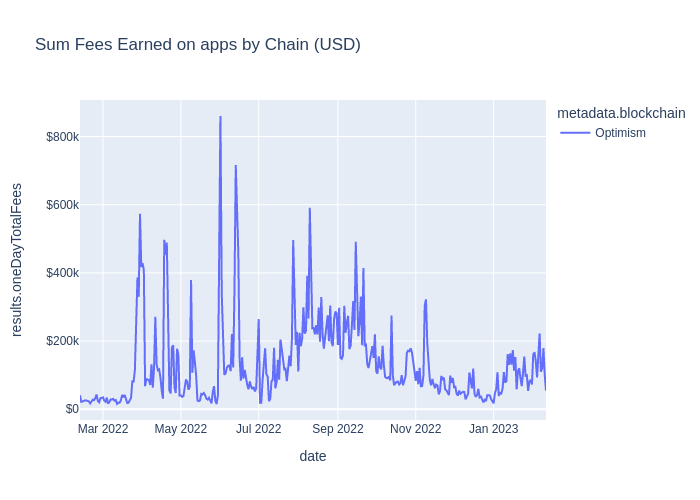 Sum Fees Earned on apps by Chain (USD)
metadata.blockchain
Optimism
results.oneDayTotalFees
$800k
$600k
$400k
$200k
$0
Mar 2022
May 2022
Jul 2022
Sep 2022
Nov 2022
Jan 2023
date